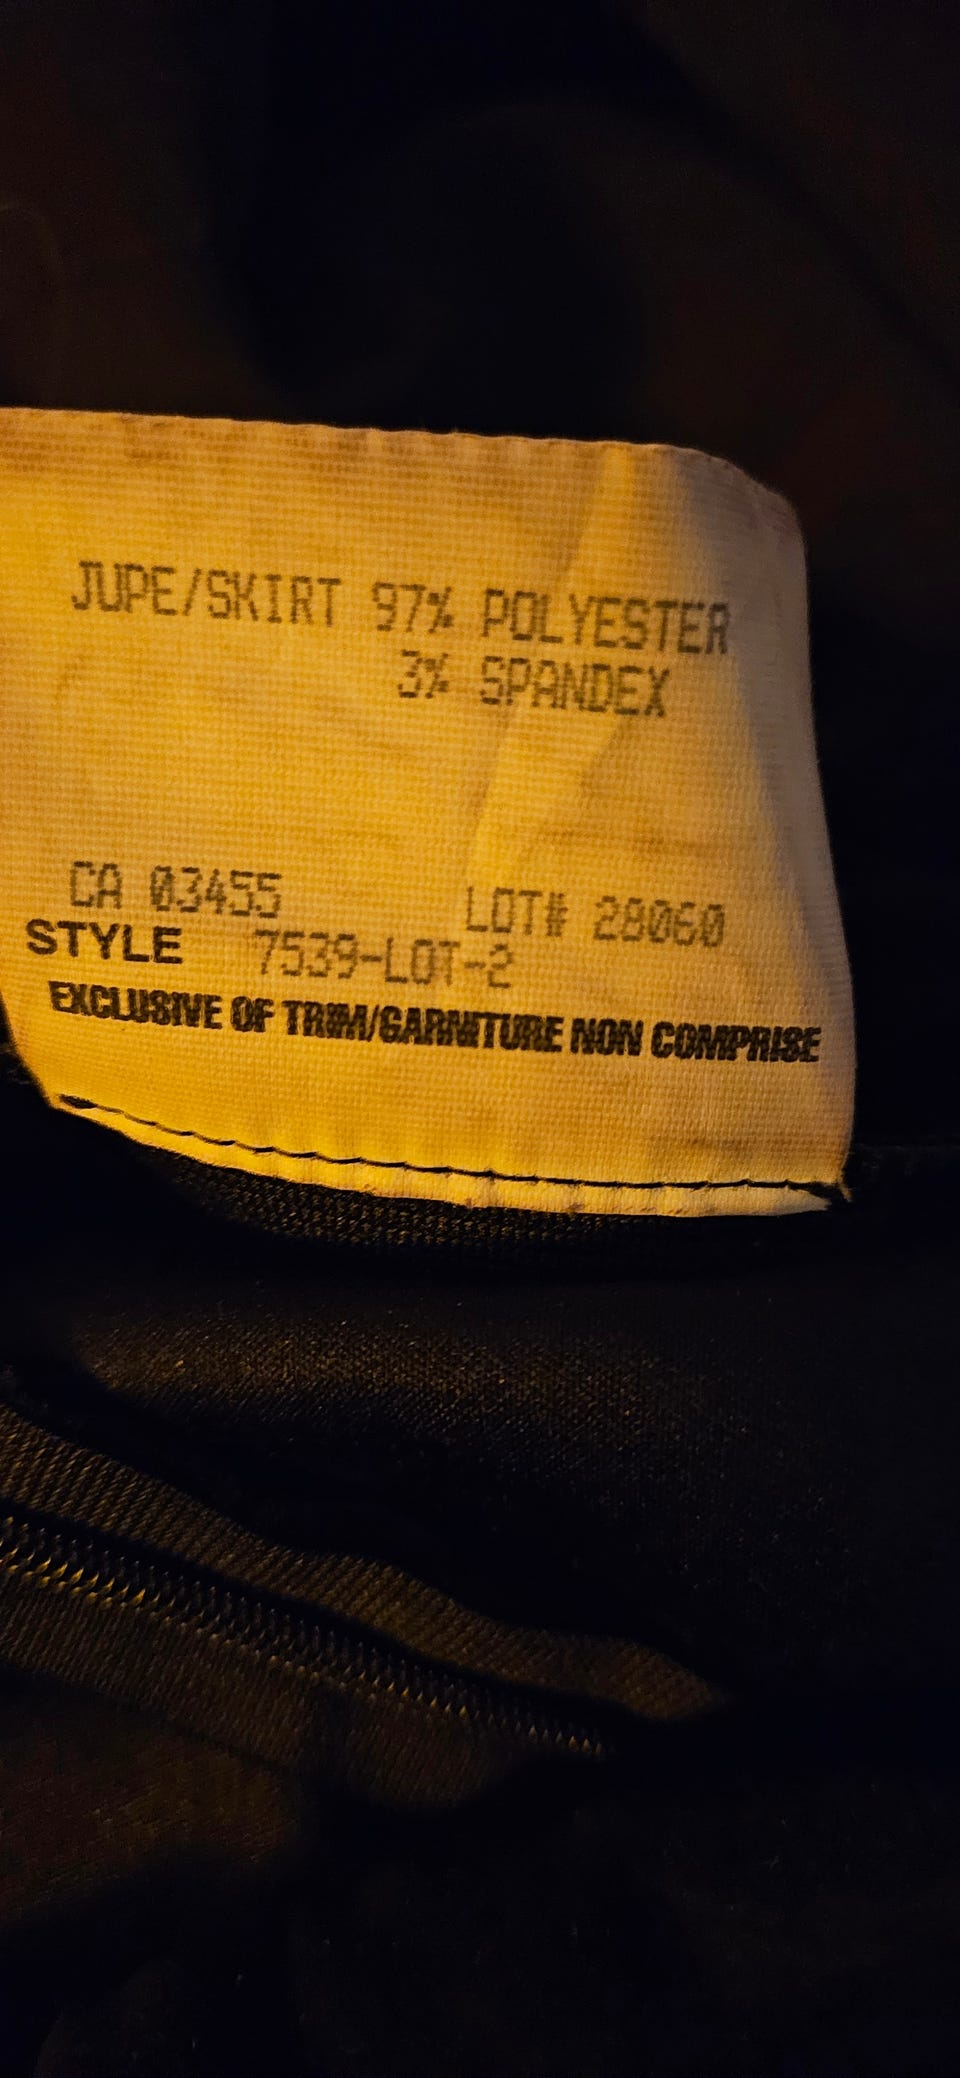 JUPE/SKIRT 97% POLYESTER
3% SPANDEX
CA 03455 LOT# 28060
STYLE 7539-LOT-2
EXCLUSIVE OF TRIM/GARNITURE NON COMPRISE